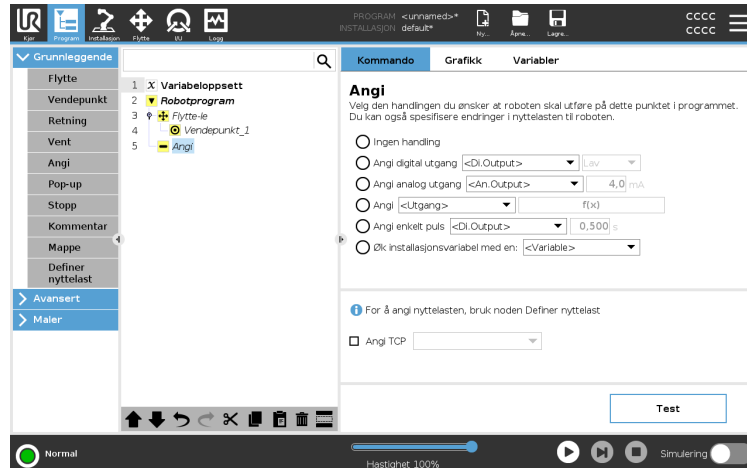 Kjør
Program
Installasjon
Flytte
I/U
Logg
PROGRAM <unnamed>*
INSTALLASJON default*
Ny...
Åpne...
Lagre...
cccc
cccc
Grunnleggende
Flytte
Vendepunkt
Retning
Vent
Angi
Pop-up
Stopp
Kommentar
Mappe
Definer
nyttelast
Avansert
Maler
1 X Variabeloppsett
2 Robotprogram
3 Flytte-le
4 Vendepunkt_1
5 Angi
Kommando Grafikk Variabler
Angi
Velg den handlingen du ønsker at roboten skal utføre på dette punktet i programmet.
Du kan også spesifisere endringer i nyttelasten til roboten.
Ingen handling
Angi digital utgang <Di.Output> Lav
Angi analog utgang <An.Output> 4,0 mA
Angi <Utgang> f(x)
Angi enkelt puls <Di.Output> 0,500 s
Øk installasjonsvariabel med en: <Variable>
For å angi nyttelasten, bruk noden Definer nyttelast
Angi TCP
Test
Normal
Hastighet 100%
Simulering